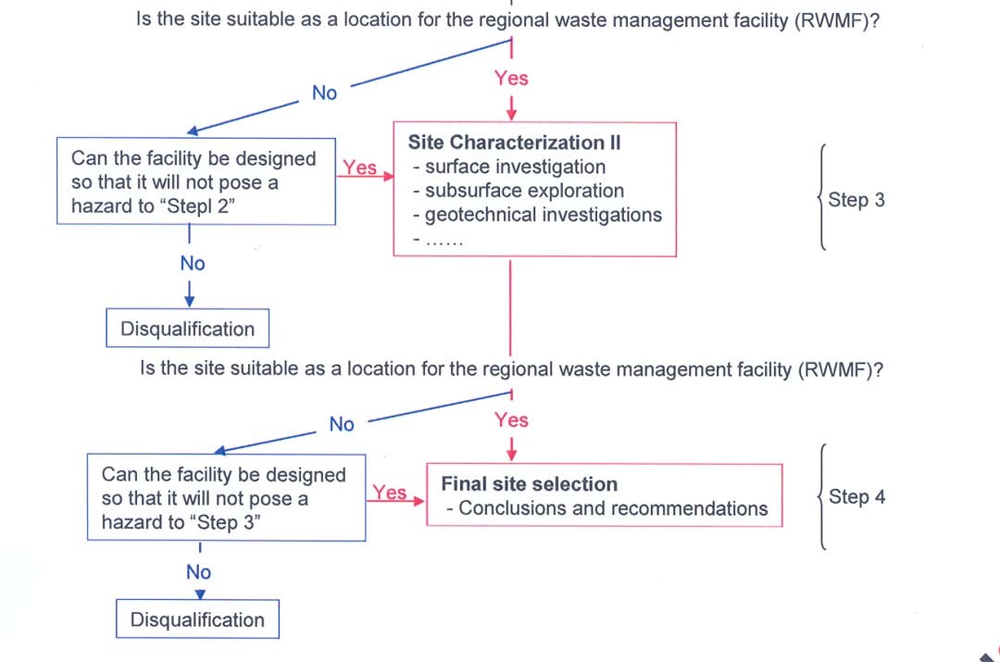 Is the site suitable as a location for the regional waste management facility (RWMF)?
Yes
No
Can the facility be designed
so that it will not pose a
hazard to “Stepl 2”
Yes
Site Characterization II
- surface investigation
- subsurface exploration
- geotechnical investigations
- ......
Step 3
No
Disqualification
Is the site suitable as a location for the regional waste management facility (RWMF)?
No
Yes
Can the facility be designed
so that it will not pose a
hazard to “Step 3”
Yes
Final site selection
- Conclusions and recommendations
Step 4
No
Disqualification